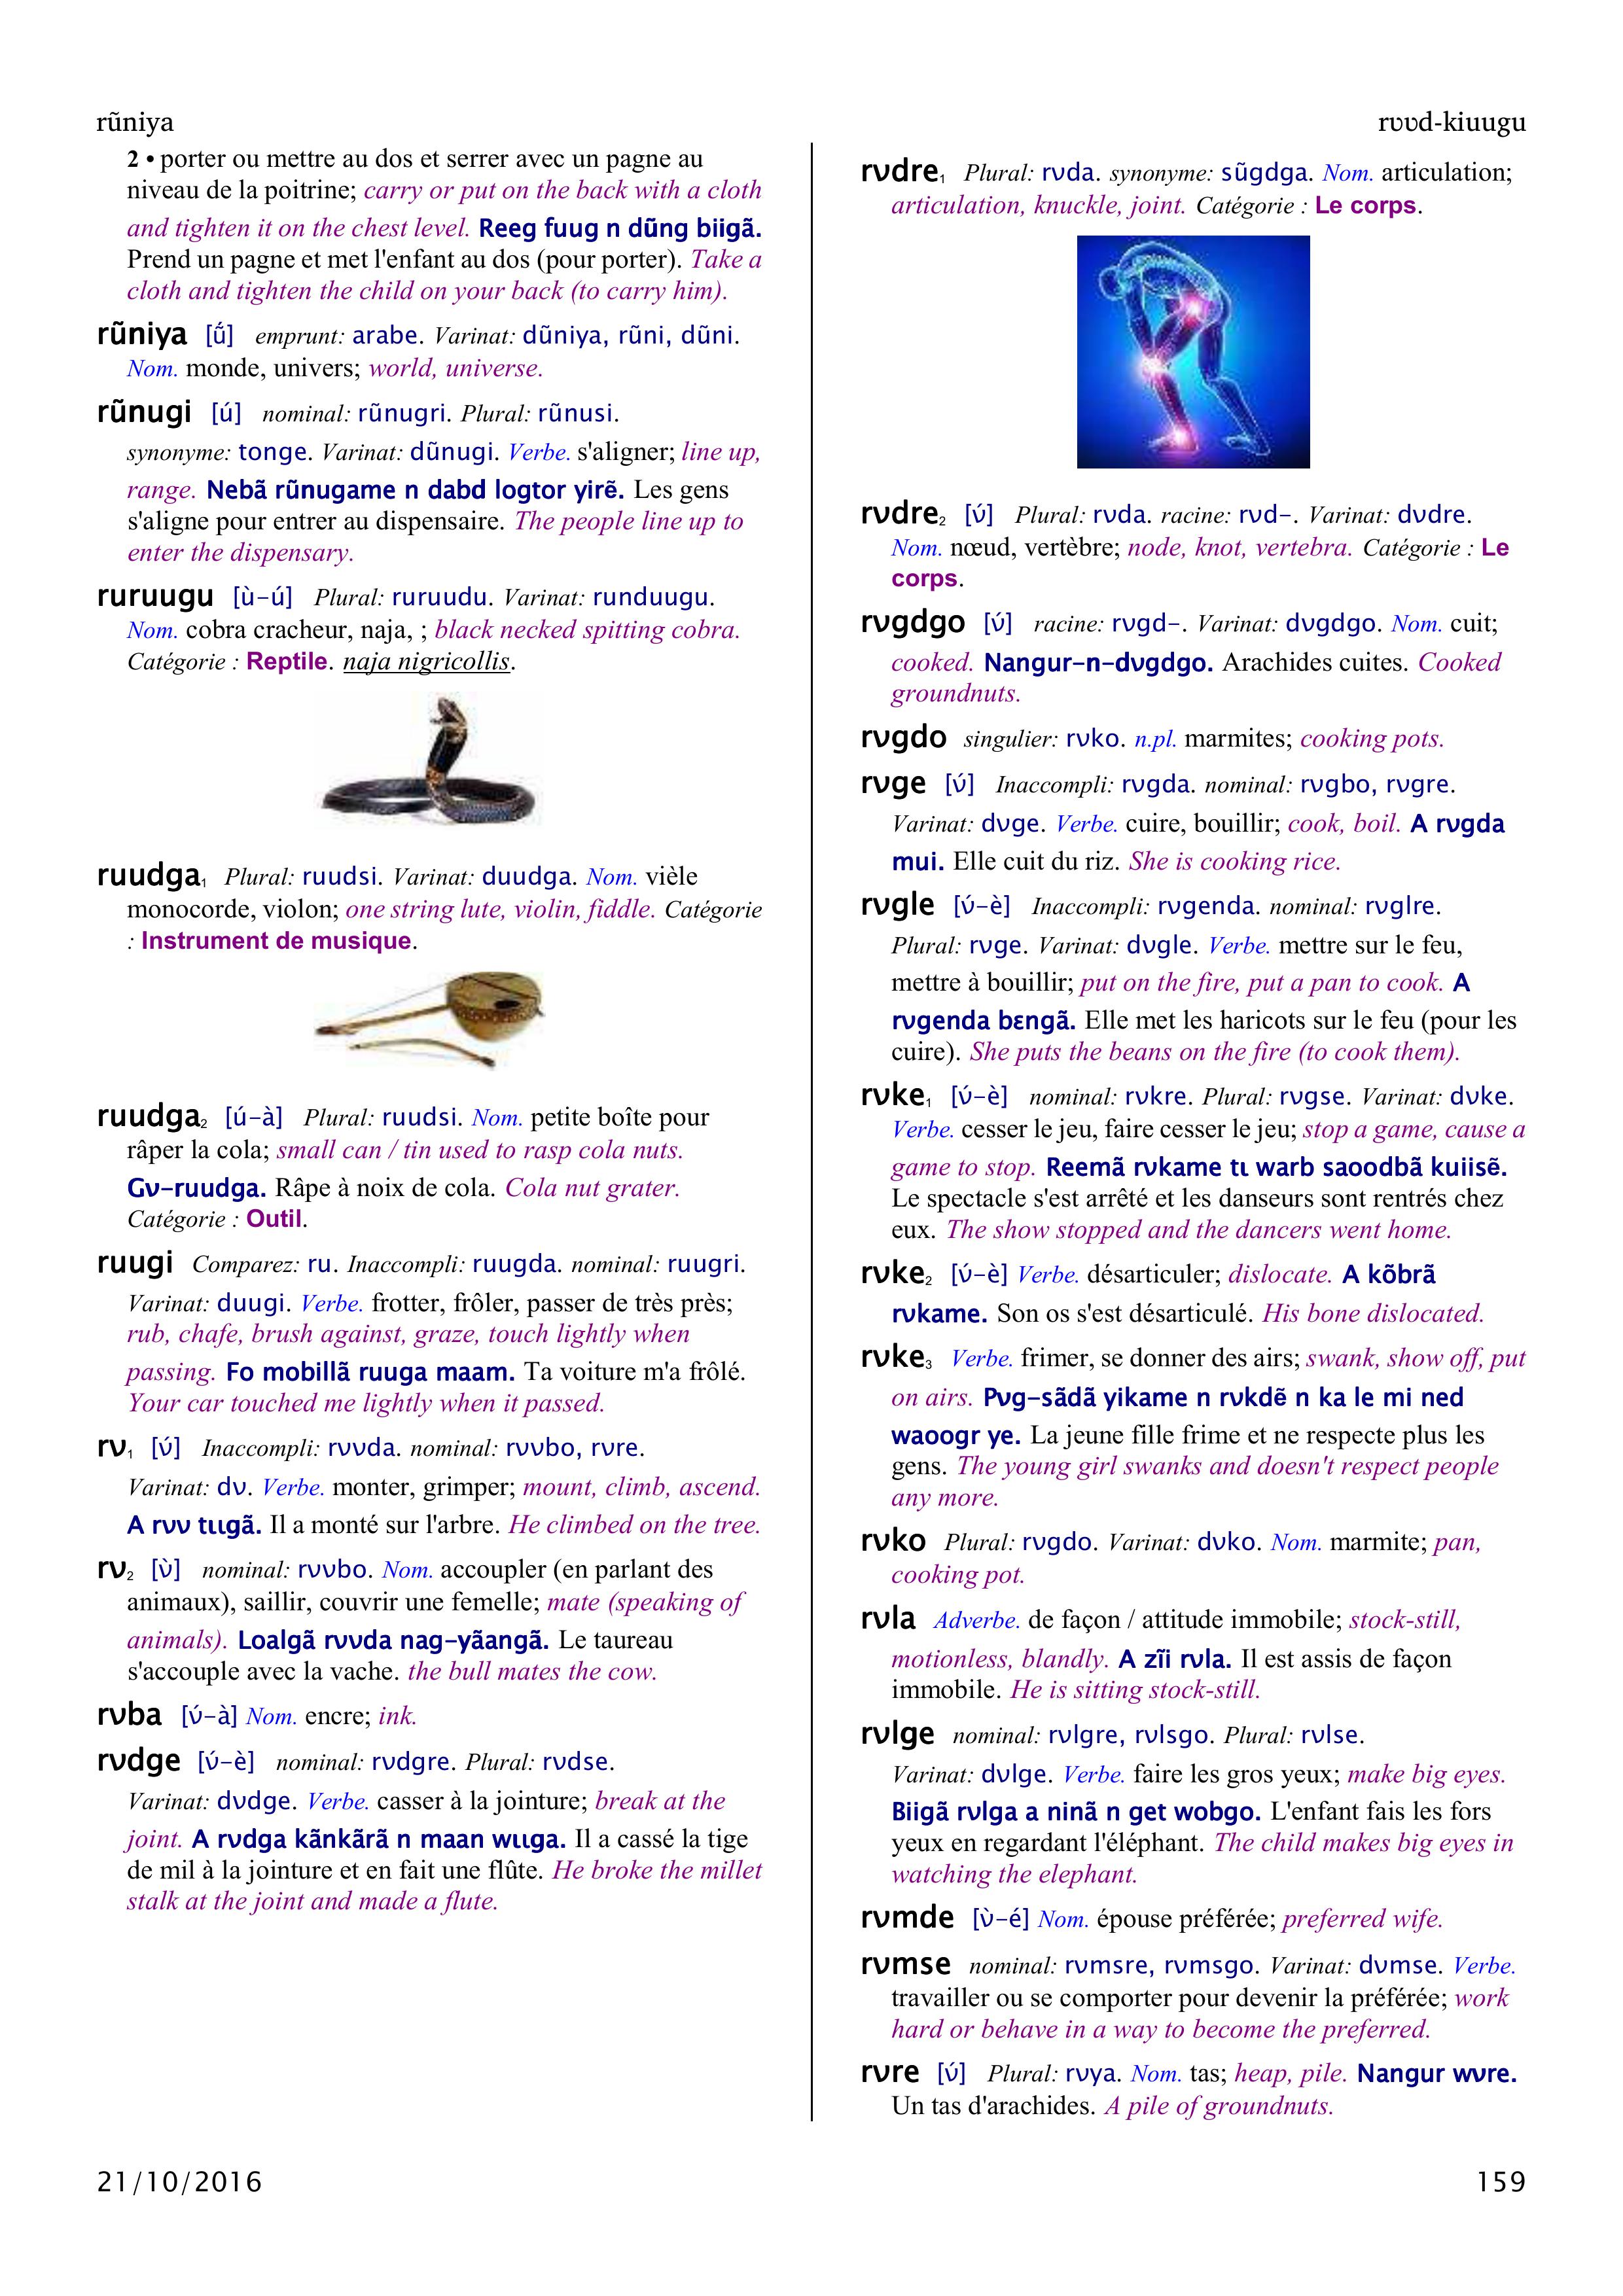 rũniya
rʋʋd-kiuugu
2 • porter ou mettre au dos et serrer avec un pagne au
niveau de la poitrine; carry or put on the back with a cloth
and tighten it on the chest level. Reeg fuug n dũng biigã.
Prend un pagne et met l'enfant au dos (pour porter). Take a
cloth and tighten the child on your back (to carry him).
rũniya [ṹ] emprunt: arabe. Varinat: dũniya, rũni, dũni.
Nom. monde, univers; world, universe.
rũnugi [ú] nominal: rũnugri. Plural: rũnusi.
synonyme: tonge. Varinat: dũnugi. Verbe. s'aligner; line up,
range. Nebã rũnugame n dabd logtor yirẽ. Les gens
s'aligne pour entrer au dispensaire. The people line up to
enter the dispensary.
ruruugu [ù-ú] Plural: ruruudu. Varinat: runduugu.
Nom. cobra cracheur, naja, ; black necked spitting cobra.
Catégorie : Reptile. naja nigricollis.
ruudga₁ Plural: ruudsi. Varinat: duudga. Nom. vièle
monocorde, violon; one string lute, violin, fiddle. Catégorie
: Instrument de musique.
ruudga₂ [ú-à] Plural: ruudsi. Nom. petite boîte pour
râper la cola; small can / tin used to rasp cola nuts.
Gʋ-ruudga. Râpe à noix de cola. Cola nut grater.
Catégorie : Outil.
ruugi Comparez: ru. Inaccompli: ruugda. nominal: ruugri.
Varinat: duugi. Verbe. frotter, frôler, passer de très près;
rub, chafe, brush against, graze, touch lightly when
passing. Fo mobillã ruuga maam. Ta voiture m'a frôlé.
Your car touched me lightly when it passed.
rʋ₁ [ʋ́] Inaccompli: rʋʋda. nominal: rʋʋbo, rʋre.
Varinat: dʋ. Verbe. monter, grimper; mount, climb, ascend.
A rʋʋ tɩɩgã. Il a monté sur l'arbre. He climbed on the tree.
rʋ₂ [ʋ̀] nominal: rʋʋbo. Nom. accoupler (en parlant des
animaux), saillir, couvrir une femelle; mate (speaking of
animals). Loalgã rʋʋda nag-yãangã. Le taureau
s'accouple avec la vache. the bull mates the cow.
rʋba [ʋ́-à] Nom. encre; ink.
rʋdge [ʋ́-è] nominal: rʋdgre. Plural: rʋdse.
Varinat: dʋdge. Verbe. casser à la jointure; break at the
joint. A rʋdga kãnkãrã n maan wɩɩga. Il a cassé la tige
de mil à la jointure et en fait une flûte. He broke the millet
stalk at the joint and made a flute.
rʋdre₁ Plural: rʋda. synonyme: sũgdga. Nom. articulation;
articulation, knuckle, joint. Catégorie : Le corps.
rʋdre₂ [ʋ́] Plural: rʋda. racine: rʋd-. Varinat: dʋdre.
Nom. nœud, vertèbre; node, knot, vertebra. Catégorie : Le
corps.
rʋgdgo [ʋ́] racine: rʋgd-. Varinat: dʋgdgo. Nom. cuit;
cooked. Nangur-n-dʋgdgo. Arachides cuites. Cooked
groundnuts.
rʋgdo singulier: rʋko. n.pl. marmites; cooking pots.
rʋge [ʋ́] Inaccompli: rʋgda. nominal: rʋgbo, rʋgre.
Varinat: dʋge. Verbe. cuire, bouillir; cook, boil. A rʋgda
mui. Elle cuit du riz. She is cooking rice.
rʋgle [ʋ́-è] Inaccompli: rʋgenda. nominal: rʋglre.
Plural: rʋge. Varinat: dʋgle. Verbe. mettre sur le feu,
mettre à bouillir; put on the fire, put a pan to cook. A
rʋgenda bɛngã. Elle met les haricots sur le feu (pour les
cuire). She puts the beans on the fire (to cook them).
rʋke₁ [ʋ́-è] nominal: rʋkre. Plural: rʋgse. Varinat: dʋke.
Verbe. cesser le jeu, faire cesser le jeu; stop a game, cause a
game to stop. Reemã rʋkame tɩ warb saoodbã kuiisẽ.
Le spectacle s'est arrêté et les danseurs sont rentrés chez
eux. The show stopped and the dancers went home.
rʋke₂ [ʋ́-è] Verbe. désarticuler; dislocate. A kõbrã
rʋkame. Son os s'est désarticulé. His bone dislocated.
rʋke₃ Verbe. frimer, se donner des airs; swank, show off, put
on airs. Pʋg-sãdã yikame n rʋkdẽ n ka le mi ned
waoogr ye. La jeune fille frime et ne respecte plus les
gens. The young girl swanks and doesn't respect people
any more.
rʋko Plural: rʋgdo. Varinat: dʋko. Nom. marmite; pan,
cooking pot.
rʋla Adverbe. de façon / attitude immobile; stock-still,
motionless, blandly. A zĩi rʋla. Il est assis de façon
immobile. He is sitting stock-still.
rʋlge nominal: rʋlgre, rʋlsgo. Plural: rʋlse.
Varinat: dʋlge. Verbe. faire les gros yeux; make big eyes.
Biigã rʋlga a ninã n get wobgo. L'enfant fais les fors
yeux en regardant l'éléphant. The child makes big eyes in
watching the elephant.
rʋmde [ʋ̀-é] Nom. épouse préférée; preferred wife.
rʋmse nominal: rʋmsre, rʋmsgo. Varinat: dʋmse. Verbe.
travailler ou se comporter pour devenir la préférée; work
hard or behave in a way to become the preferred.
rʋre [ʋ́] Plural: rʋya. Nom. tas; heap, pile. Nangur wʋre.
Un tas d'arachides. A pile of groundnuts.
21/10/2016
159